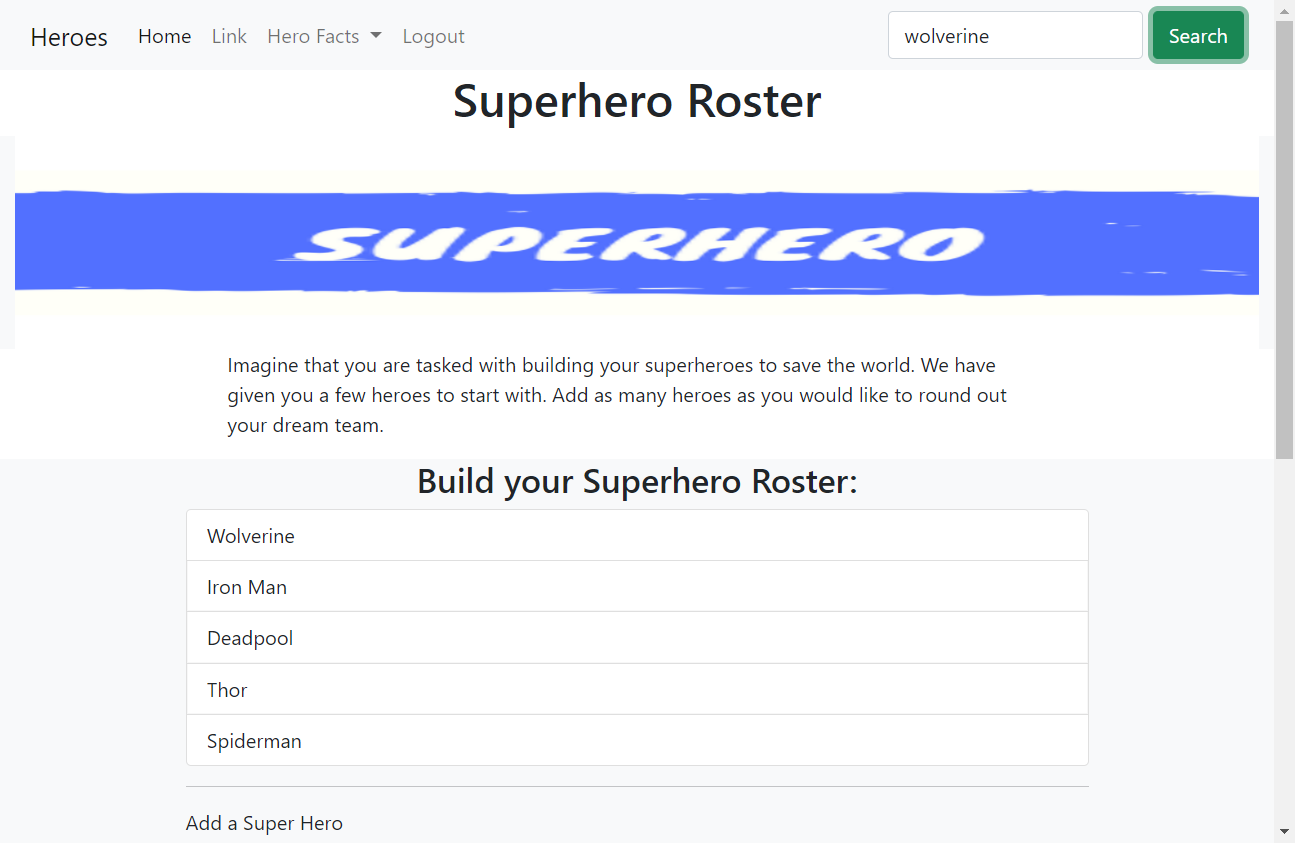 Heroes Home Link Hero Facts Logout wolverine Search
Superhero Roster
SUPERHERO
Imagine that you are tasked with building your superheroes to save the world. We have
given you a few heroes to start with. Add as many heroes as you would like to round out
your dream team.
Build your Superhero Roster:
Wolverine
Iron Man
Deadpool
Thor
Spiderman
Add a Super Hero